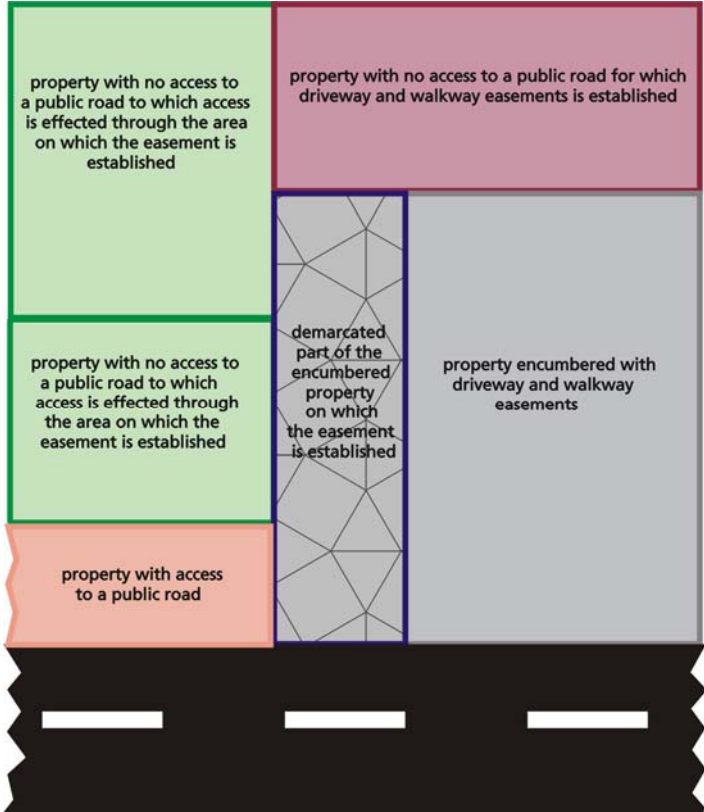 property with no access to
a public road to which access
is effected through the area
on which the easement is
established
property with no access to a public road for which
driveway and walkway easements is established
property with no access to
a public road to which
access is effected through
the area on which the
easement is established
demarcated
part of the
encumbered
property
on which
the easement
is established
property encumbered with
driveway and walkway
easements
property with access
to a public road